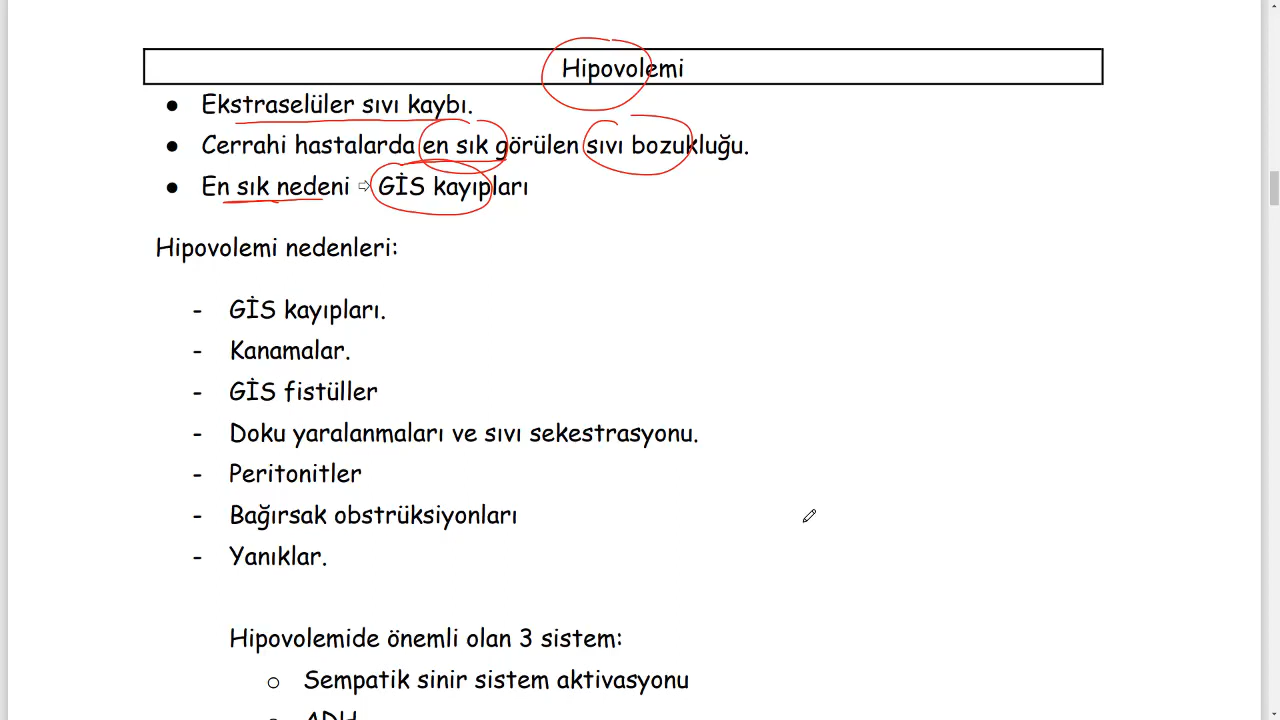 Hipovolemi
● Ekstraselüler sıvı kaybı.
● Cerrahi hastalarda en sık görülen sıvı bozukluğu.
● En sık nedeni ⇨ GİS kayıpları
Hipovolemi nedenleri:
- GİS kayıpları.
- Kanamalar.
- GİS fistüller
- Doku yaralanmaları ve sıvı sekestrasyonu.
- Peritonitler
- Bağırsak obstrüksiyonları
- Yanıklar.
Hipovolemide önemli olan 3 sistem:
o Sempatik sinir sistem aktivasyonu
o ADH